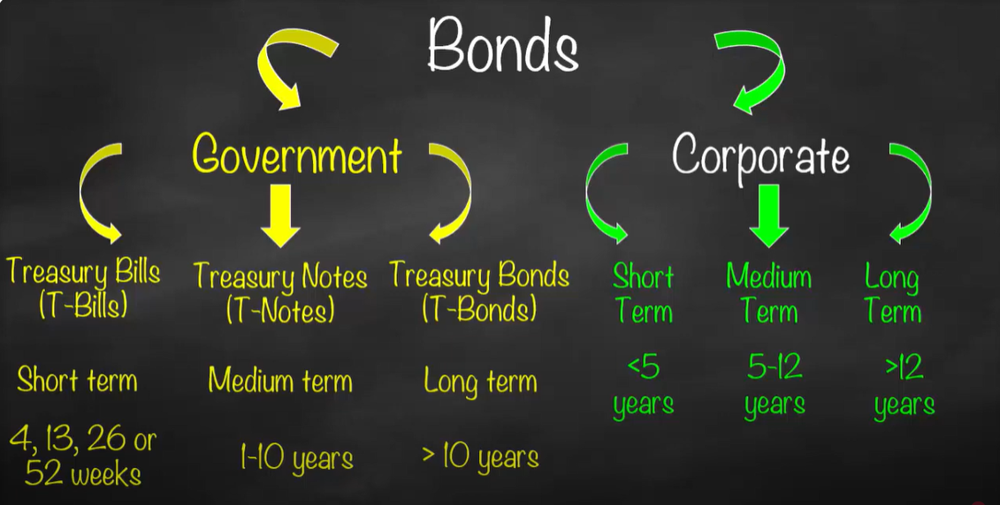 Bonds
Government
Corporate
Treasury Bills
(T-Bills)
Treasury Notes
(T-Notes)
Treasury Bonds
(T-Bonds)
Short
Term
Medium
Term
Long
Term
Short term
Medium term
Long term
<5
years
5-12
years
>12
years
4, 13, 26 or
52 weeks
1-10 years
> 10 years